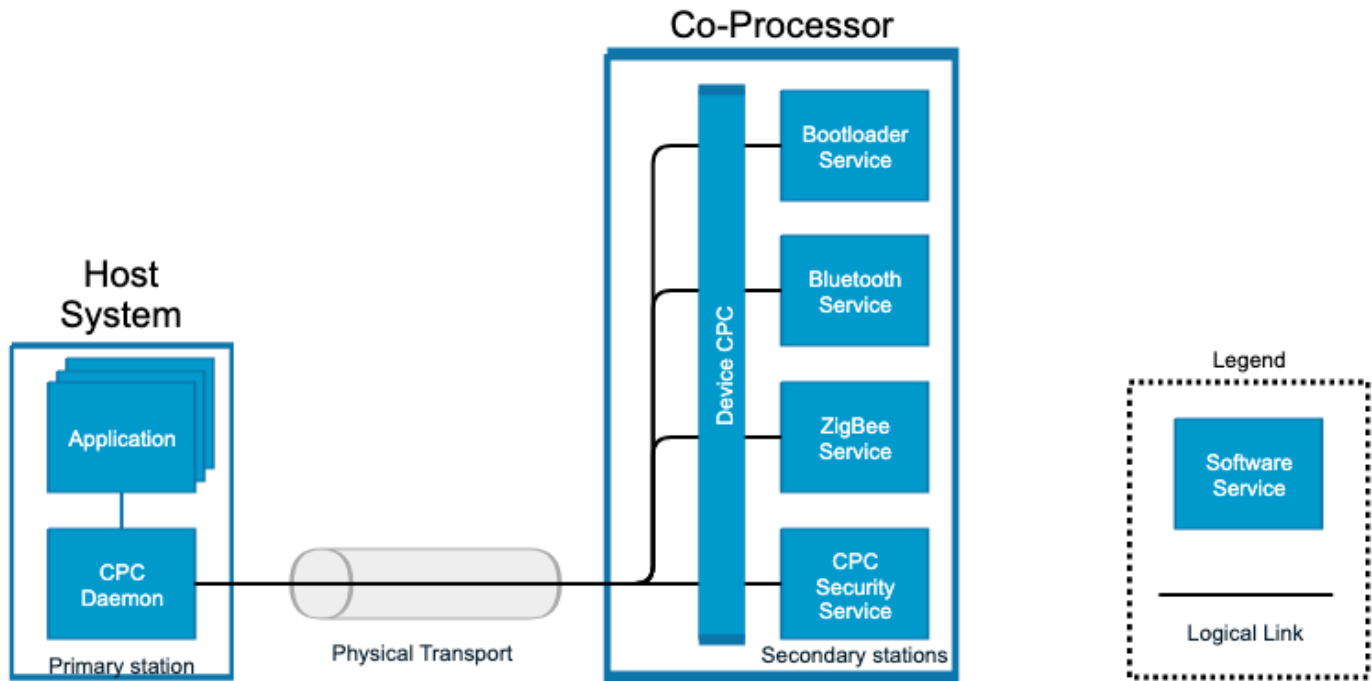 Co-Processor
Bootloader
Service
Bluetooth
Service
Device CPC
ZigBee
Service
CPC
Security
Service
Secondary stations
Host
System
Application
CPC
Daemon
Primary station
Physical Transport
Legend
Software
Service
Logical Link